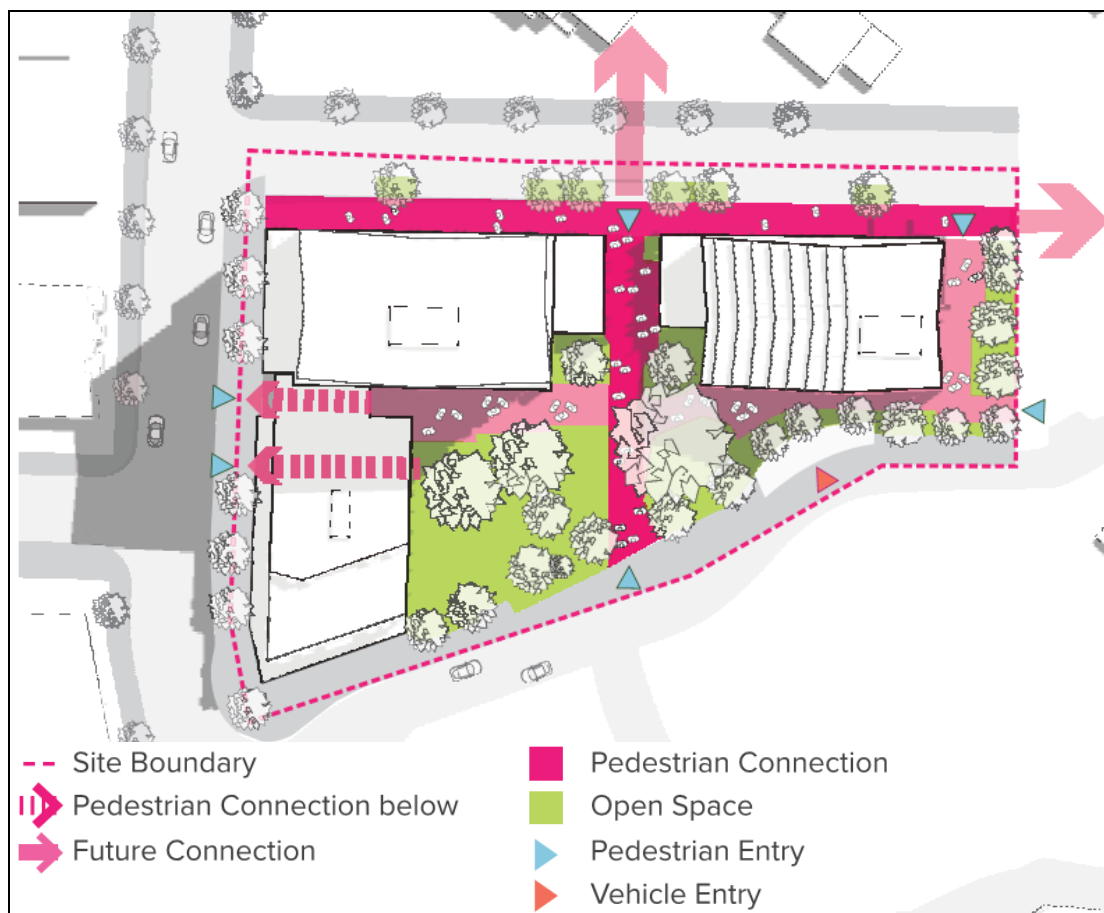 Site Boundary
Pedestrian Connection below
Future Connection
Pedestrian Connection
Open Space
Pedestrian Entry
Vehicle Entry